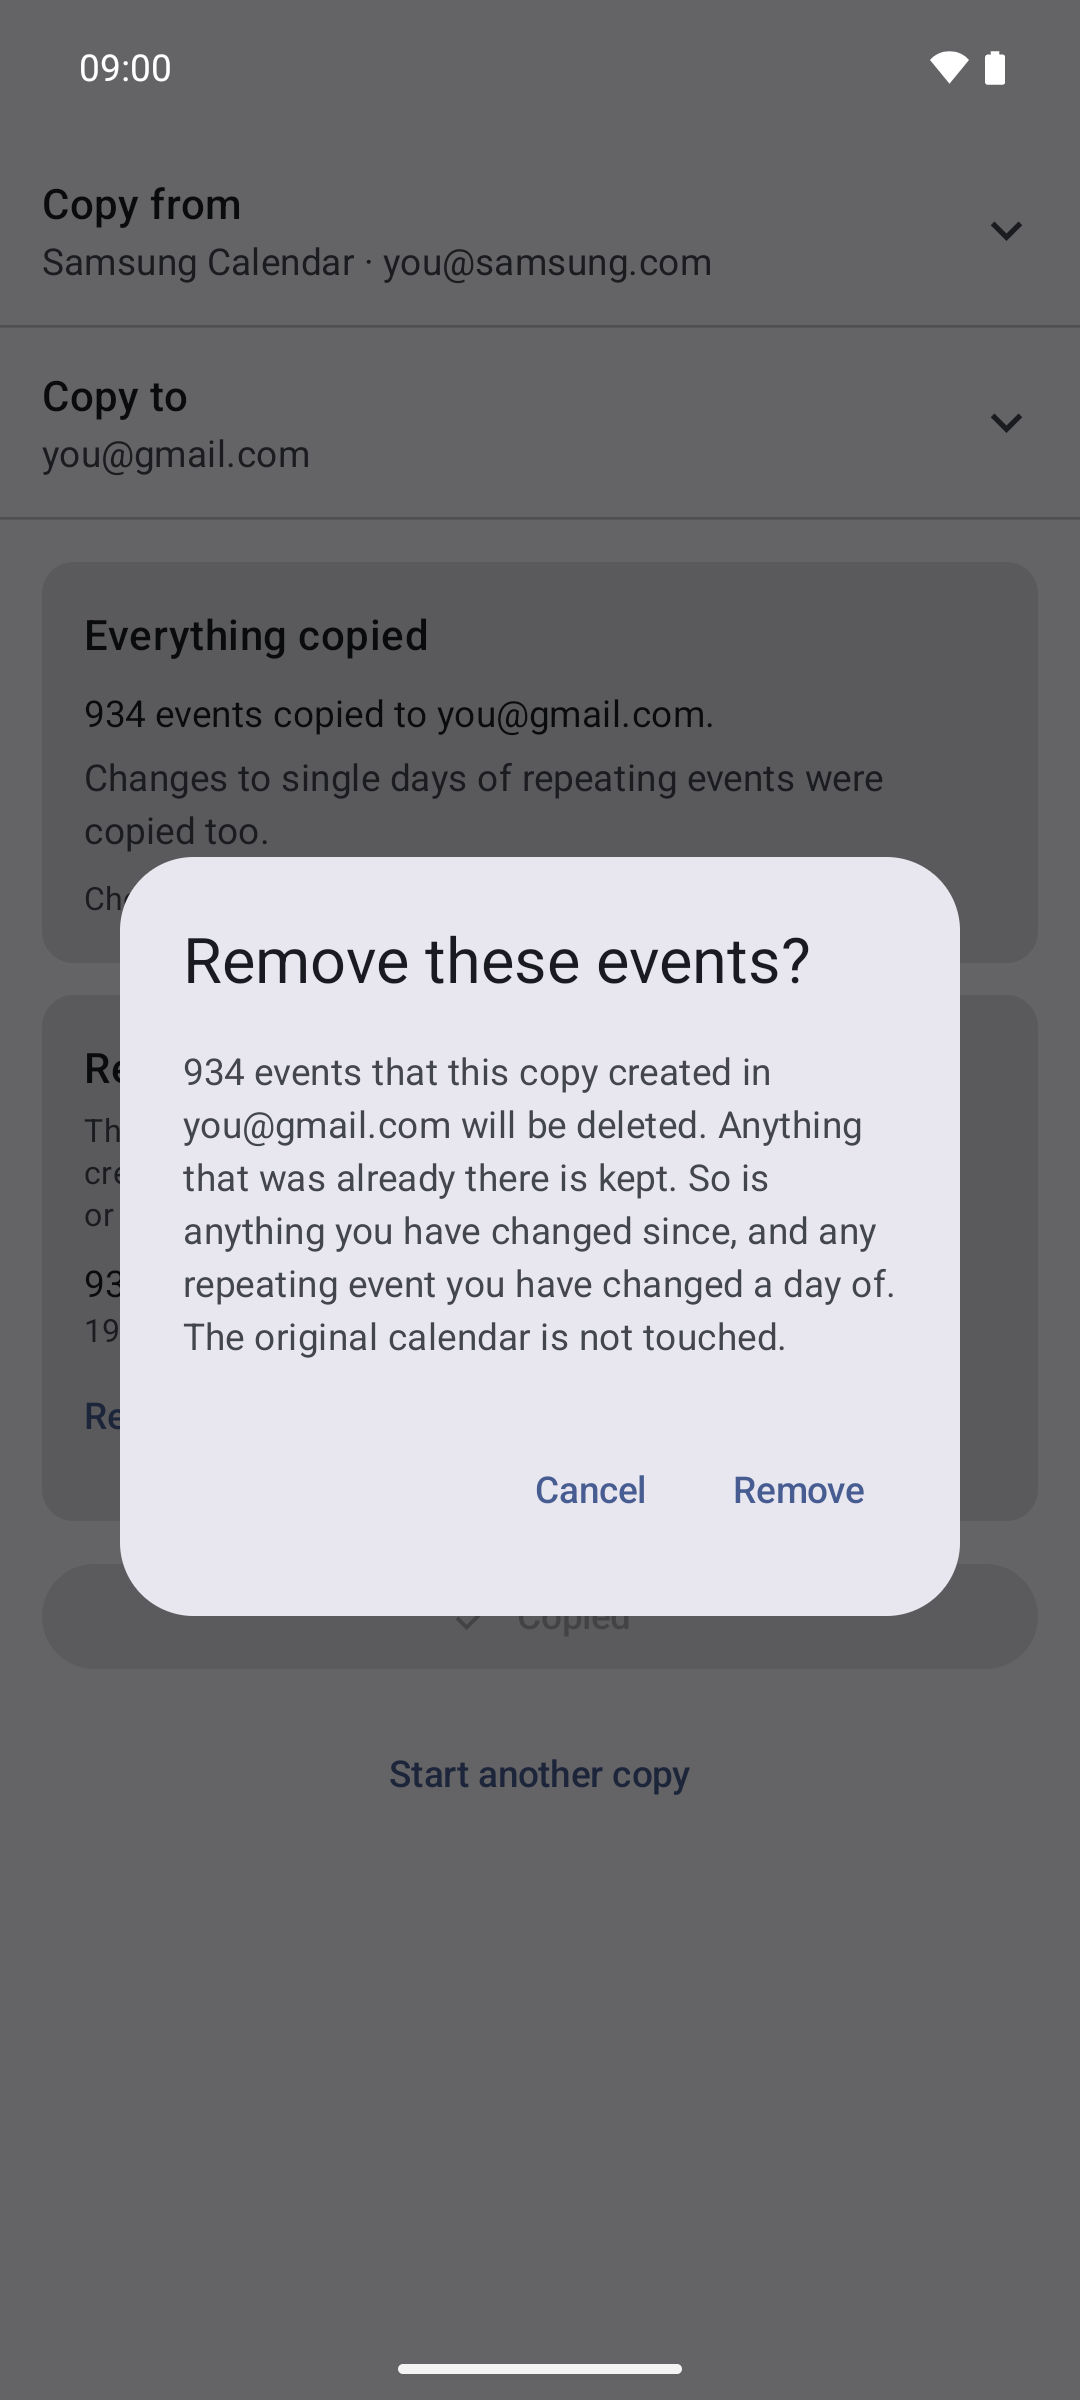 09:00
Copy from
Samsung Calendar · you@samsung.com
Copy to
you@gmail.com
Everything copied
934 events copied to you@gmail.com.
Changes to single days of repeating events were
copied too.
Remove these events?
934 events that this copy created in
you@gmail.com will be deleted. Anything
that was already there is kept. So is
anything you have changed since, and any
repeating event you have changed a day of.
The original calendar is not touched.
Cancel
Remove
Copied
Start another copy